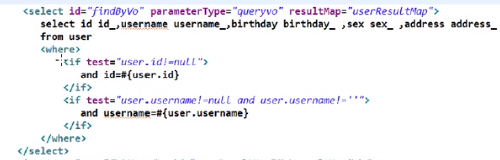 <select id="findByVo" parameterType="queryvo" resultMap="userResultMap">
select id id_,username username_,birthday birthday_ ,sex sex_ ,address address_
from user
<where>
<if test="user.id!=null">
and id=#{user.id}
</if>
<if test="user.username!=null and user.username!=''">
and username=#{user.username}
</if>
</where>
</select>